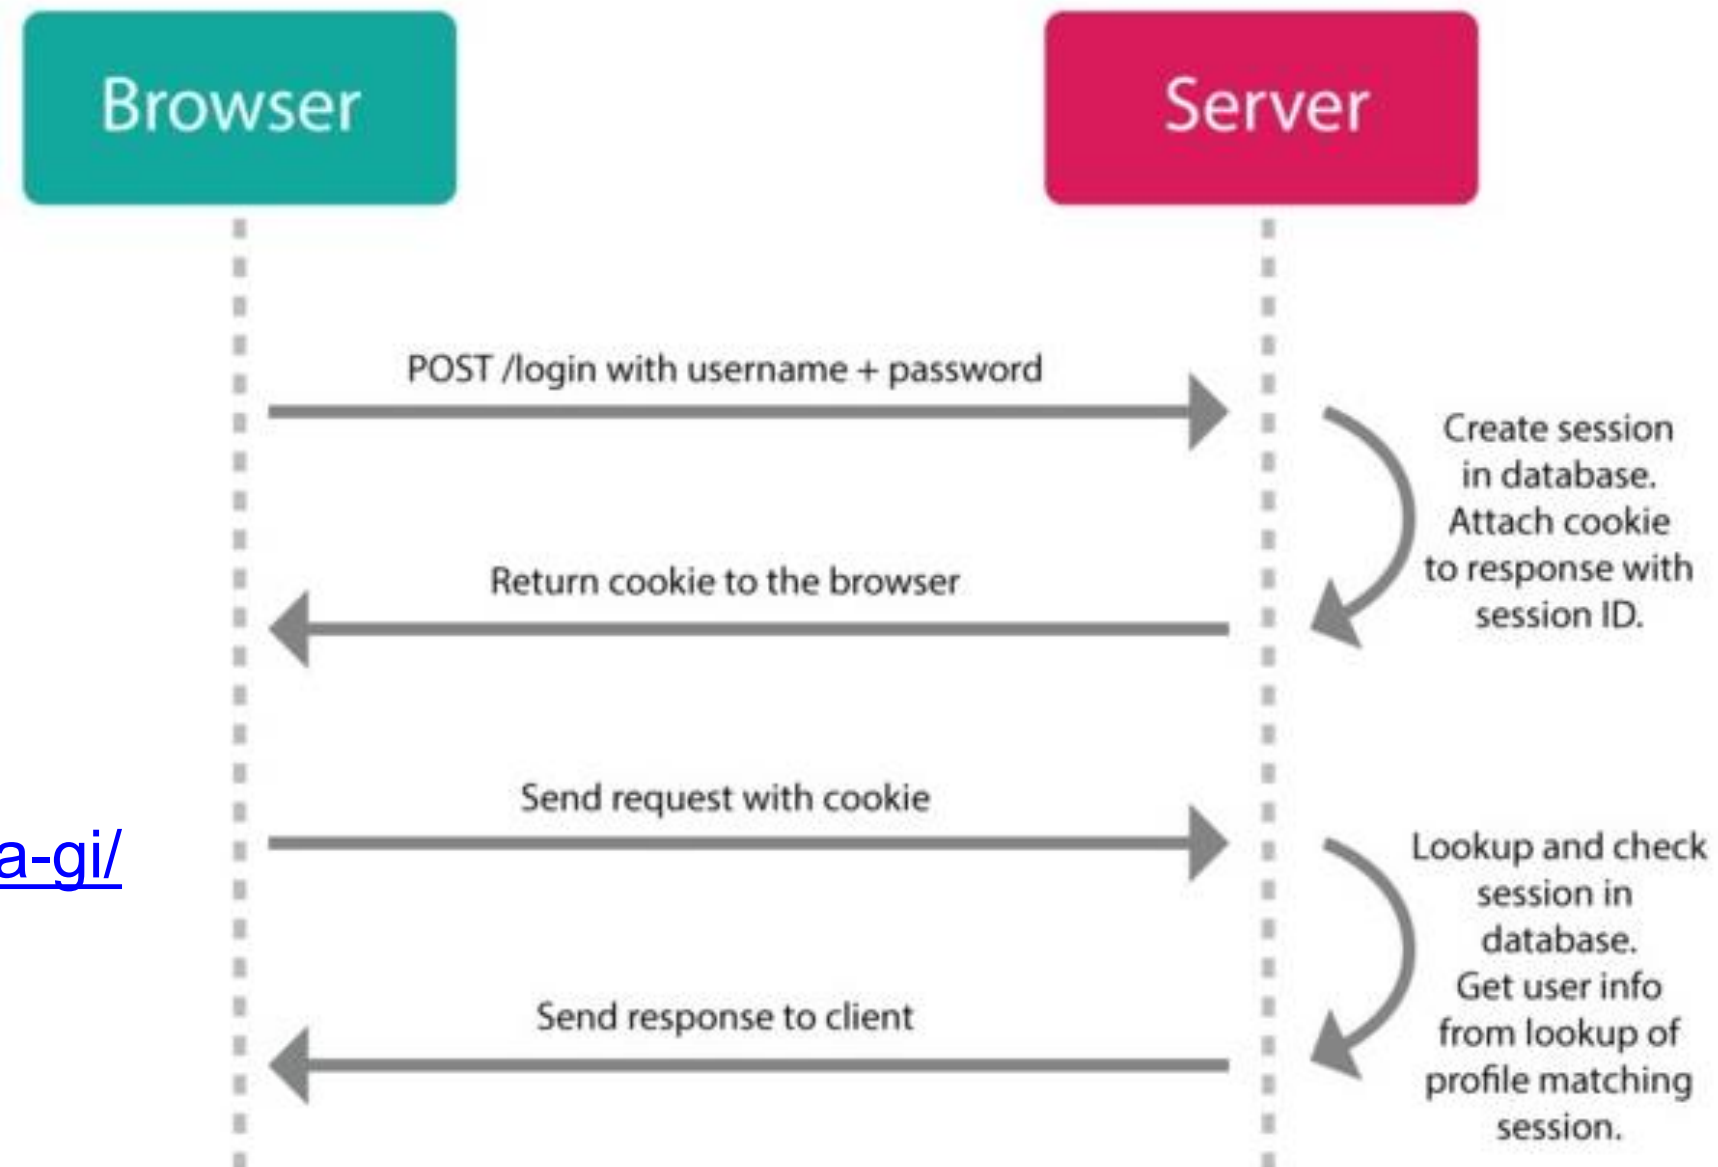 Browser
Server
POST /login with username + password
Create session
in database.
Attach cookie
to response with
session ID.
Return cookie to the browser
Send request with cookie
a-gi/
Lookup and check
session in
database.
Get user info
from lookup of
profile matching
session.
Send response to client